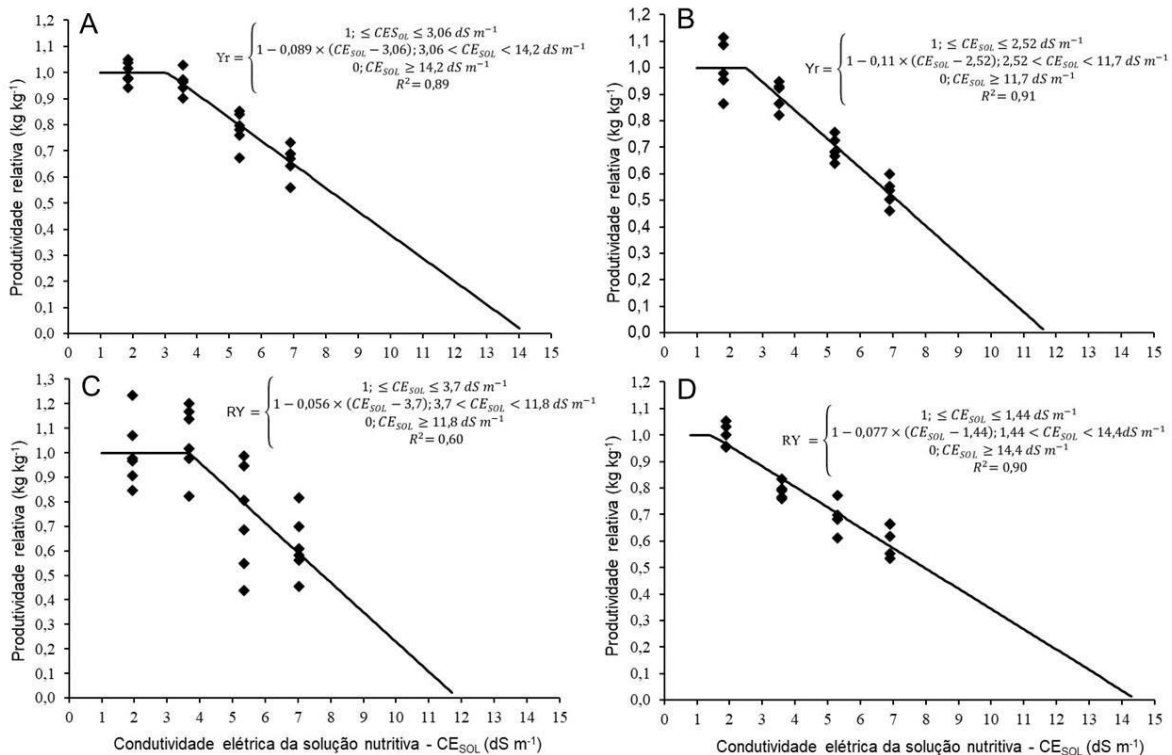 A
Yr =
1; ≤ CES_OL ≤ 3,06 dS m⁻¹
1 − 0,089 × (CE_SOL − 3,06); 3,06 < CE_SOL < 14,2 dS m⁻¹
0; CE_SOL ≥ 14,2 dS m⁻¹
R² = 0,89
Produtividade relativa (kg kg⁻¹)
1,2
1,1
1,0
0,9
0,8
0,7
0,6
0,5
0,4
0,3
0,2
0,1
0,0
0 1 2 3 4 5 6 7 8 9 10 11 12 13 14 15
B
Yr =
1; ≤ CE_SOL ≤ 2,52 dS m⁻¹
1 − 0,11 × (CE_SOL − 2,52); 2,52 < CE_SOL < 11,7 dS m⁻¹
0; CE_SOL ≥ 11,7 dS m⁻¹
R² = 0,91
Produtividade relativa (kg kg⁻¹)
1,2
1,1
1,0
0,9
0,8
0,7
0,6
0,5
0,4
0,3
0,2
0,1
0,0
0 1 2 3 4 5 6 7 8 9 10 11 12 13 14 15
C
RY =
1; ≤ CE_SOL ≤ 3,7 dS m⁻¹
1 − 0,056 × (CE_SOL − 3,7); 3,7 < CE_SOL < 11,8 dS m⁻¹
0; CE_SOL ≥ 11,8 dS m⁻¹
R² = 0,60
Produtividade relativa (kg kg⁻¹)
1,3
1,2
1,1
1,0
0,9
0,8
0,7
0,6
0,5
0,4
0,3
0,2
0,1
0,0
0 1 2 3 4 5 6 7 8 9 10 11 12 13 14 15
Condutividade elétrica da solução nutritiva - CE_SOL (dS m⁻¹)
D
RY =
1; ≤ CE_SOL ≤ 1,44 dS m⁻¹
1 − 0,077 × (CE_SOL − 1,44); 1,44 < CE_SOL < 14,4 dS m⁻¹
0; CE_SOL ≥ 14,4 dS m⁻¹
R² = 0,90
Produtividade relativa (kg kg⁻¹)
1,2
1,1
1,0
0,9
0,8
0,7
0,6
0,5
0,4
0,3
0,2
0,1
0,0
0 1 2 3 4 5 6 7 8 9 10 11 12 13 14 15
Condutividade elétrica da solução nutritiva - CE_SOL (dS m⁻¹)